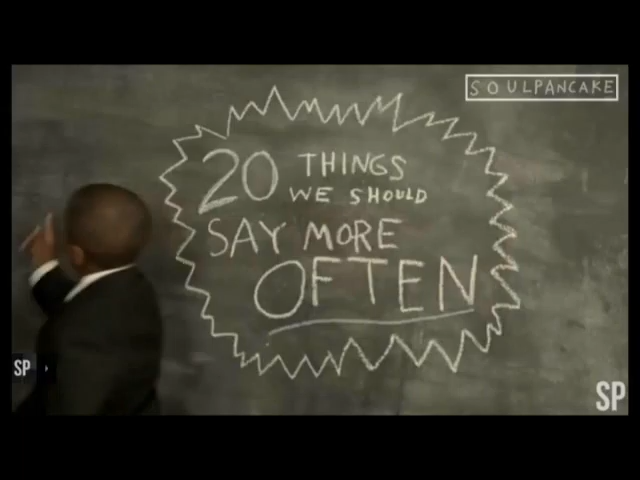 SOULPANCAKE
20 THINGS
WE SHOULD
SAY MORE
OFTEN
SP
SP